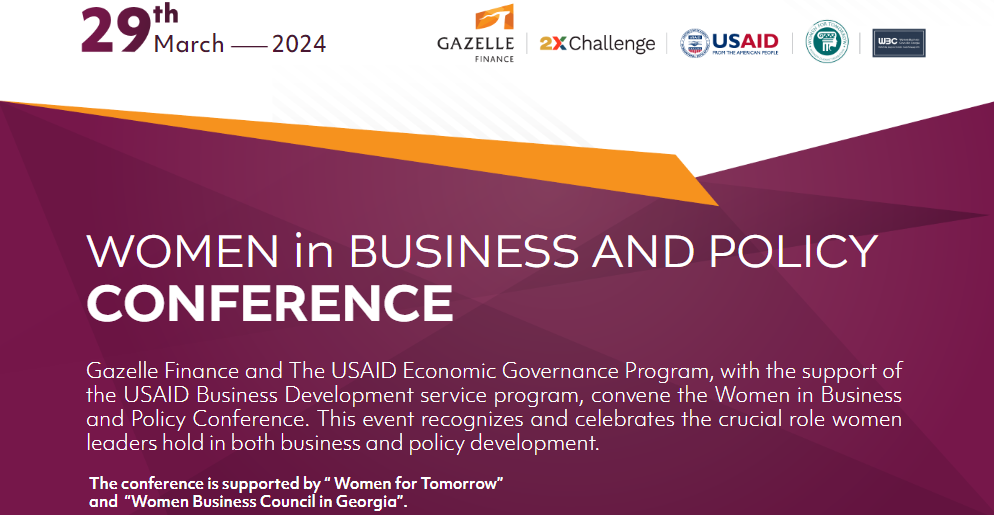 29th
March — 2024
GAZELLE
FINANCE
2X Challenge
USAID
FROM THE AMERICAN PEOPLE
WBC
WOMEN in BUSINESS AND POLICY
CONFERENCE
Gazelle Finance and The USAID Economic Governance Program, with the support of
the USAID Business Development service program, convene the Women in Business
and Policy Conference. This event recognizes and celebrates the crucial role women
leaders hold in both business and policy development.
The conference is supported by “ Women for Tomorrow”
and “Women Business Council in Georgia”.